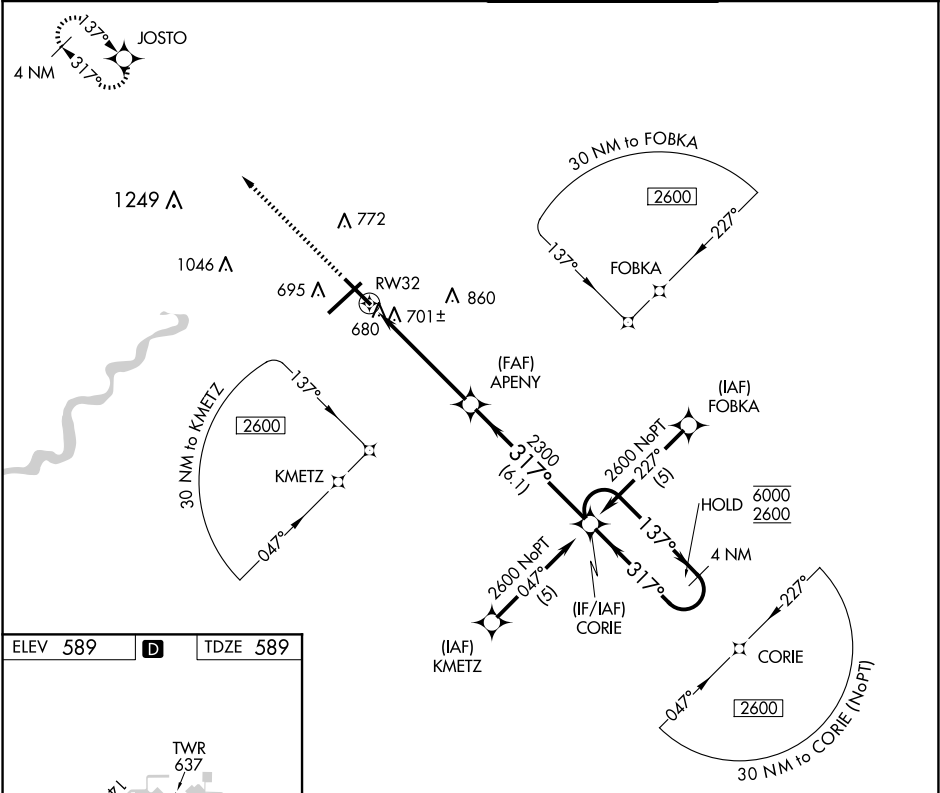 137°
JOSTO
4 NM
317°
30 NM to FOBKA
2600
227°
137°
FOBKA
1249
772
1046
695
RW32
680
701±
860
(FAF)
APENY
(IAF)
FOBKA
30 NM to KMETZ
137°
2600
KMETZ
047°
2300
317°
(6.1)
2600 NoPT
227°
(5)
HOLD
6000
2600
137°
4 NM
317°
2600 NoPT
047°
(5)
(IF/IAF)
CORIE
(IAF)
KMETZ
227°
CORIE
047°
2600
30 NM to CORIE (NoPT)
ELEV 589
D
TDZE 589
TWR
637
14